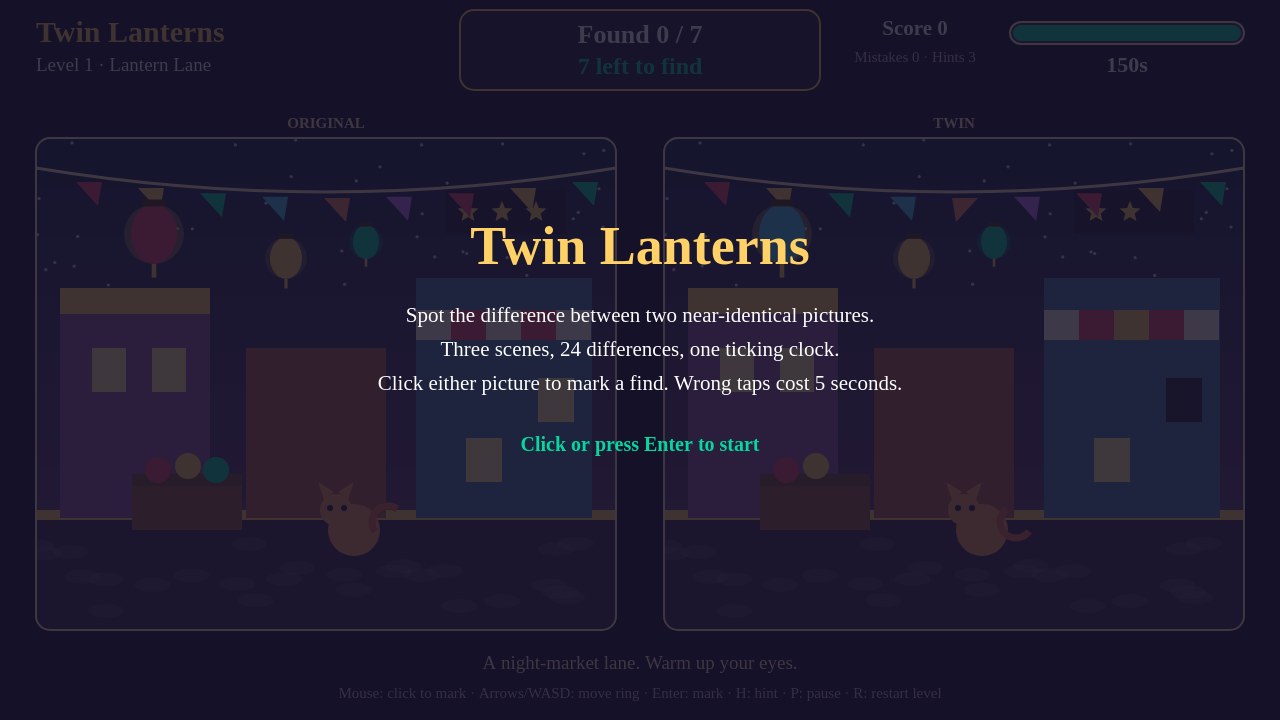 Twin Lanterns
Level 1 · Lantern Lane
Found 0 / 7
7 left to find
Score 0
Mistakes 0 · Hints 3
150s
ORIGINAL
TWIN
Twin Lanterns
Spot the difference between two near-identical pictures.
Three scenes, 24 differences, one ticking clock.
Click either picture to mark a find. Wrong taps cost 5 seconds.
Click or press Enter to start
A night-market lane. Warm up your eyes.
Mouse: click to mark · Arrows/WASD: move ring · Enter: mark · H: hint · P: pause · R: restart level